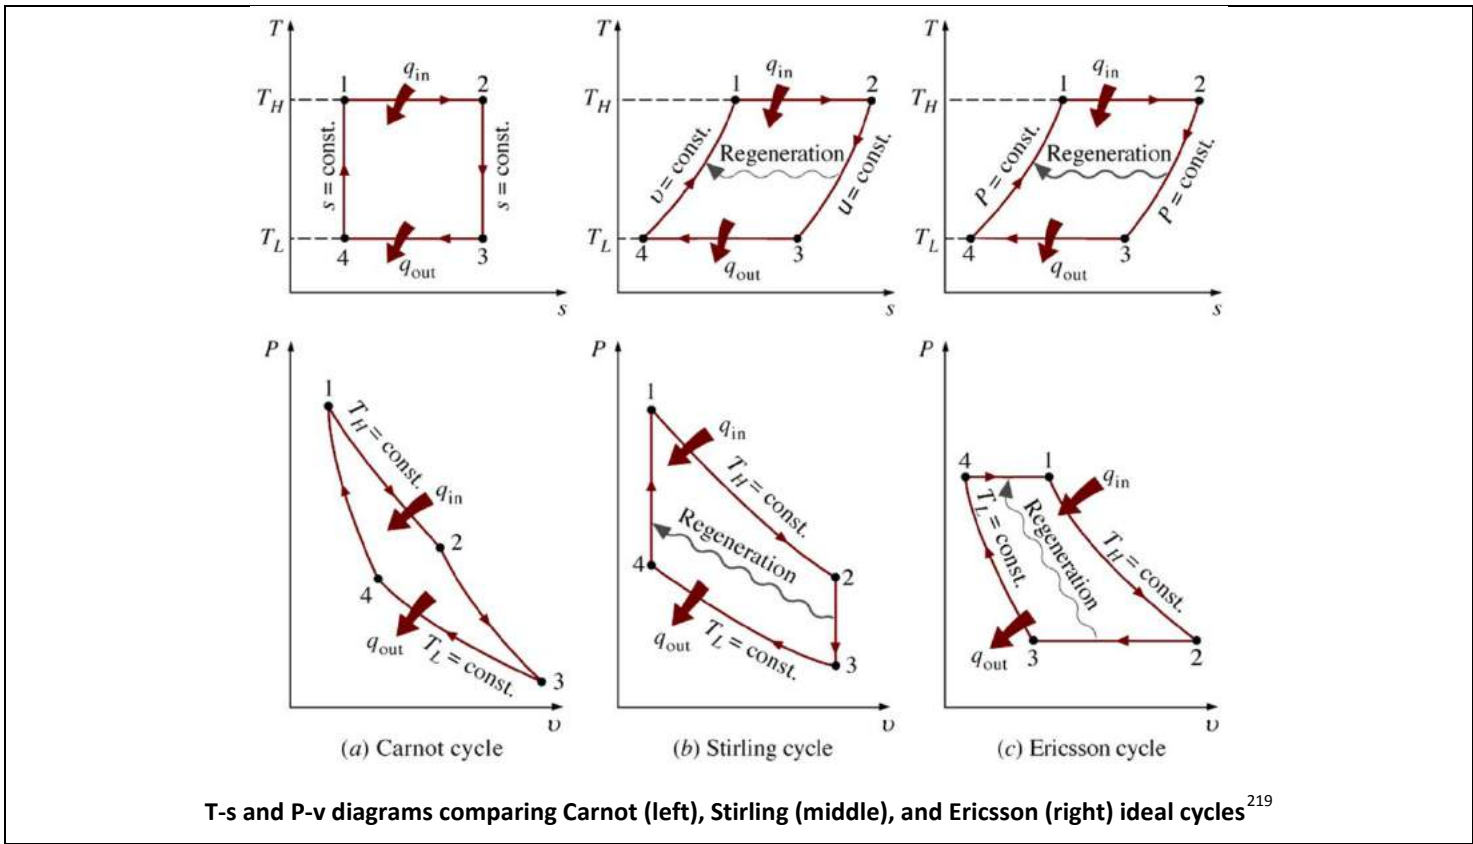 T
q_in
1
2
T_H
s = const.
s = const.
T_L
4
3
q_out
s
T
q_in
1
2
T_H
υ = const.
Regeneration
u = const.
T_L
4
3
q_out
s
T
q_in
1
2
T_H
P = const.
Regeneration
P = const.
T_L
4
3
q_out
s
P
1
T_H = const.
q_in
2
4
q_out
T_L = const.
3
υ
(a) Carnot cycle
P
1
q_in
T_H = const.
Regeneration
4
2
q_out
T_L = const.
3
υ
(b) Stirling cycle
P
4
1
q_in
T_L = const.
Regeneration
T_H = const.
q_out
3
2
υ
(c) Ericsson cycle
T-s and P-v diagrams comparing Carnot (left), Stirling (middle), and Ericsson (right) ideal cycles219